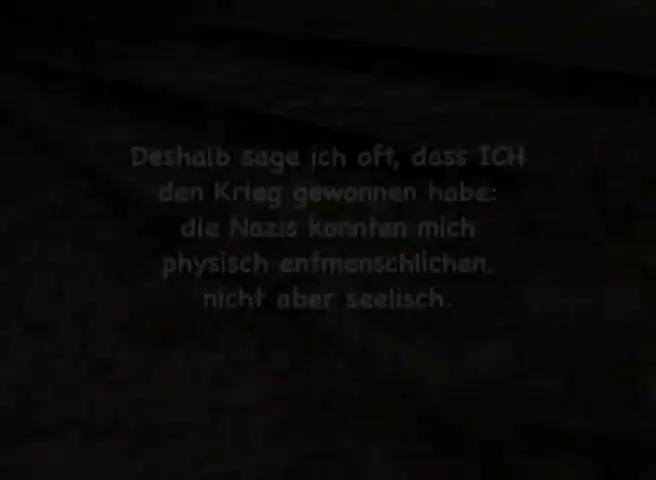 Deshalb sage ich oft, dass ICH
den Krieg gewonnen habe:
die Nazis konnten mich
physisch entmenschlichen,
nicht aber seelisch.